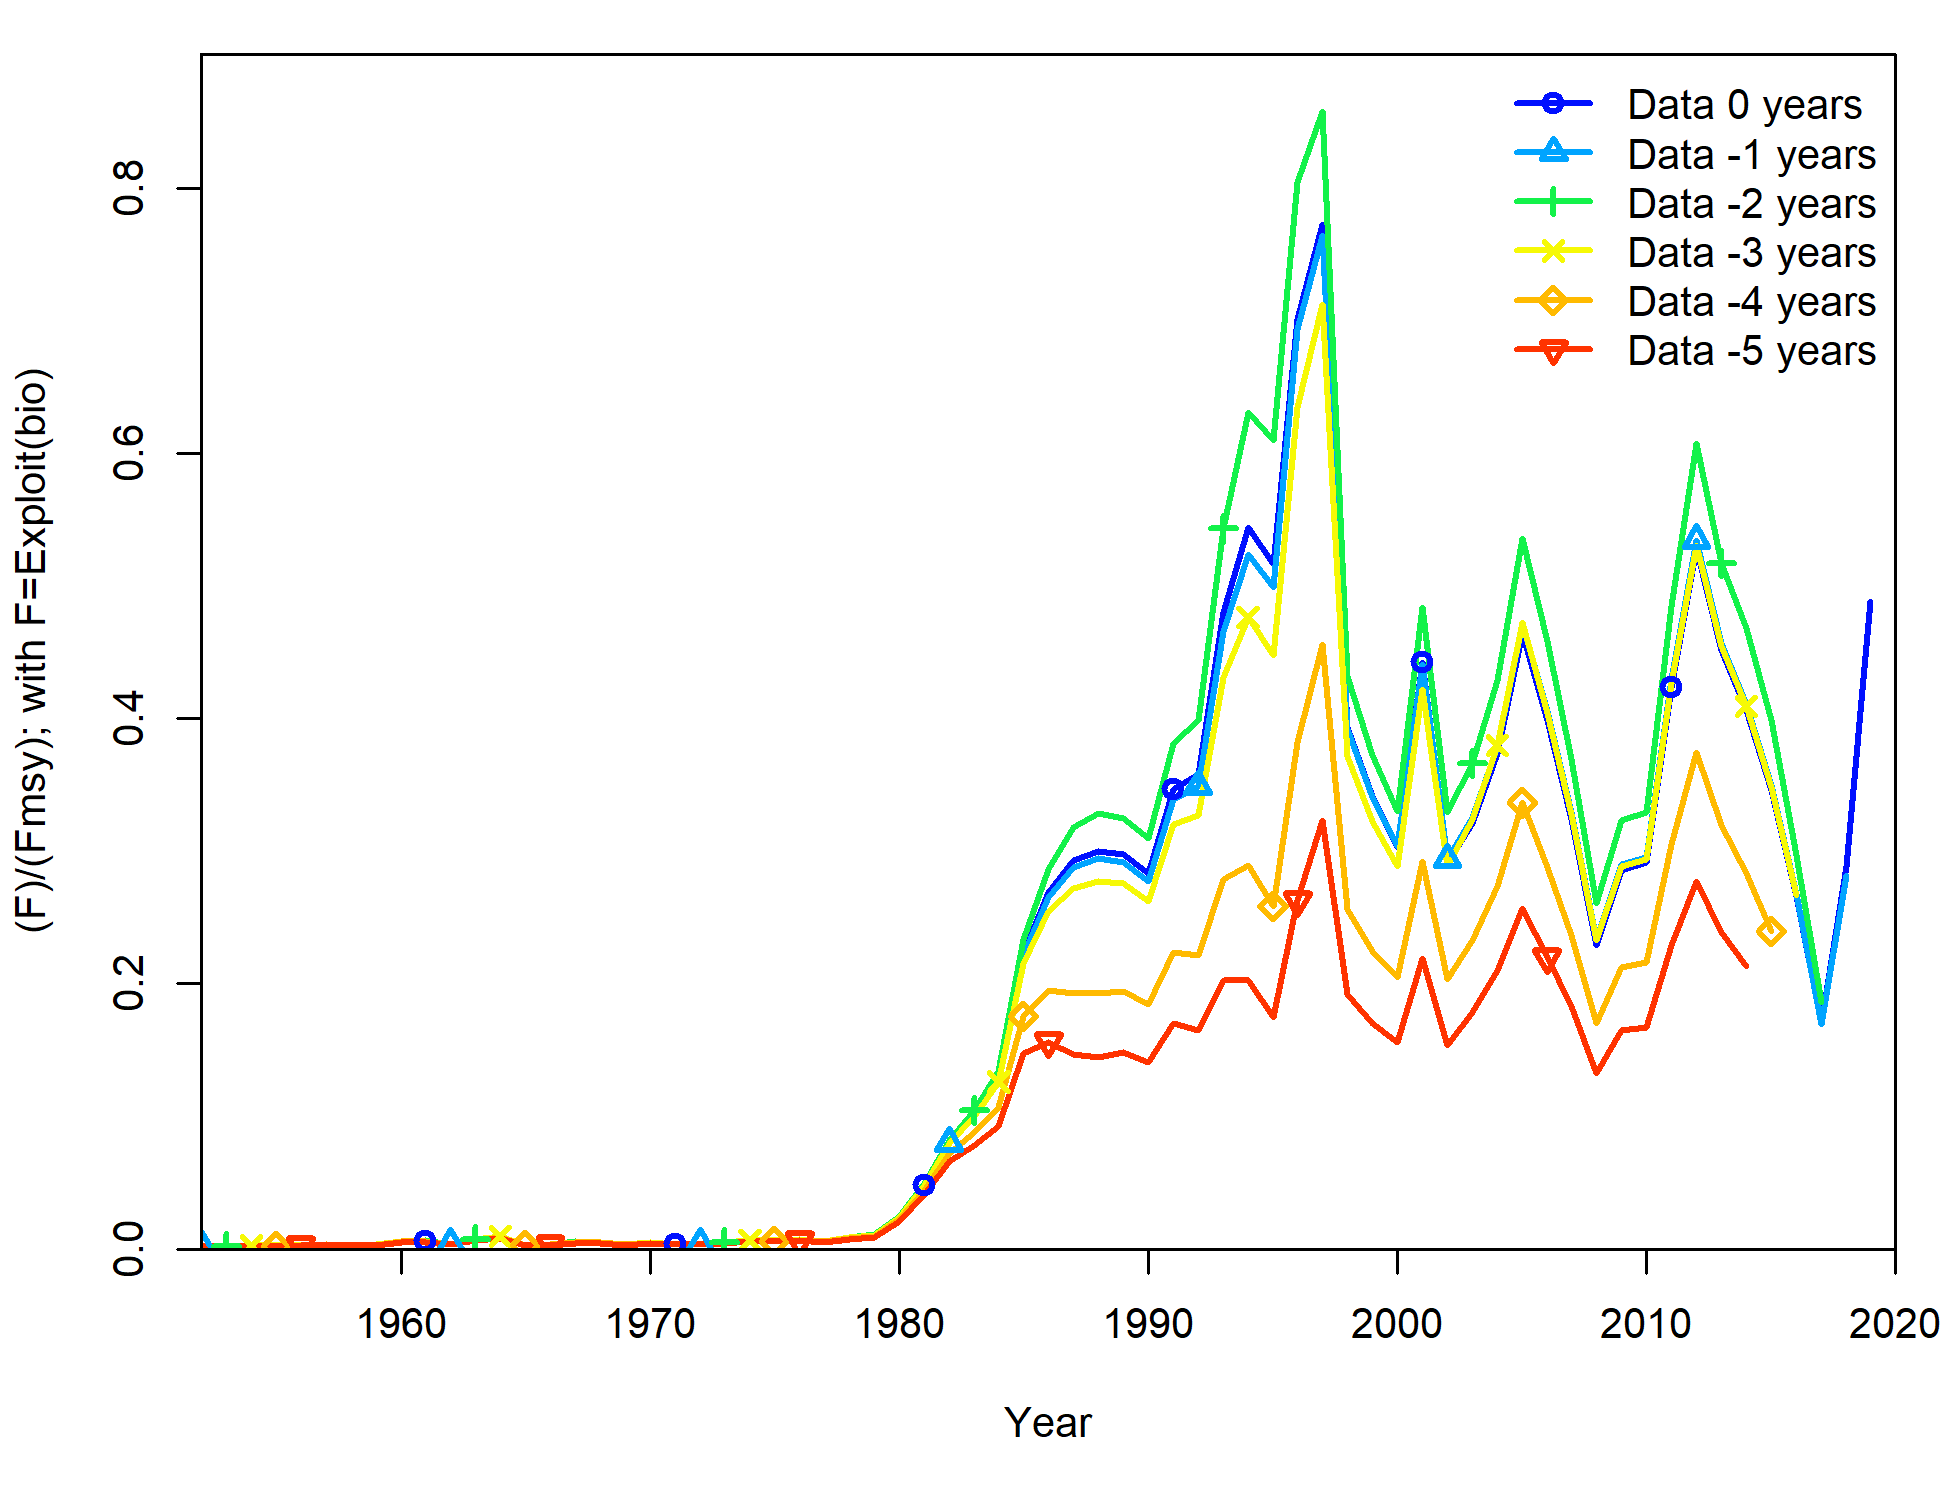 (F)/(Fmsy); with F=Exploit(bio)
0.8
0.6
0.4
0.2
0.0
Data 0 years
Data -1 years
Data -2 years
Data -3 years
Data -4 years
Data -5 years
1960
1970
1980
1990
2000
2010
2020
Year